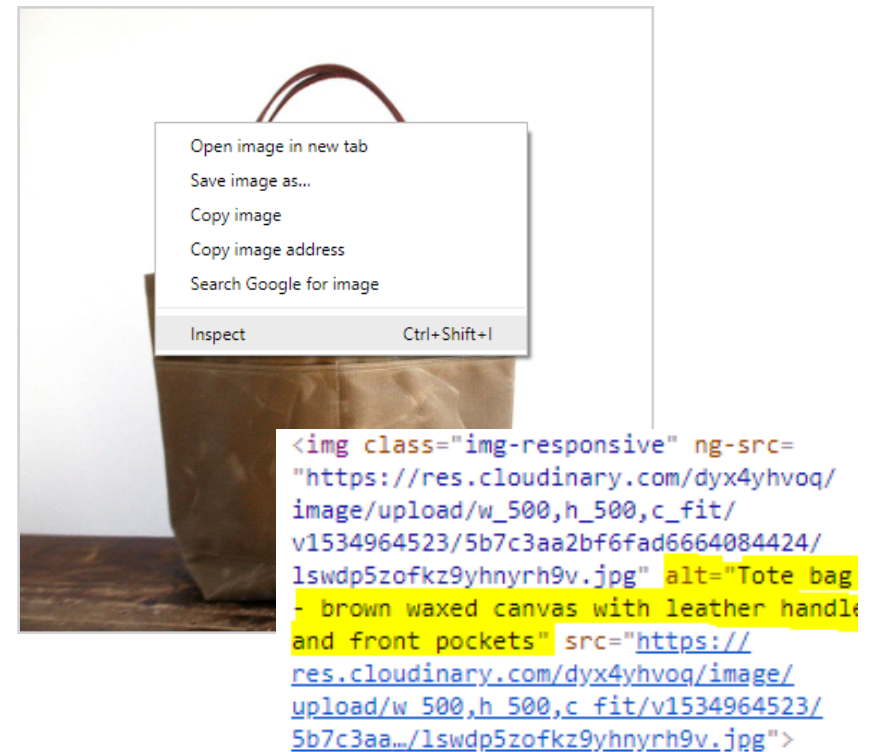 Open image in new tab
Save image as...
Copy image
Copy image address
Search Google for image
Inspect Ctrl+Shift+I
<img class="img-responsive" ng-src=
"https://res.cloudinary.com/dyx4yhvoq/
image/upload/w_500,h_500,c_fit/
v1534964523/5b7c3aa2bf6fad6664084424/
lswdp5zofkz9yhnyrh9v.jpg" alt="Tote bag
- brown waxed canvas with leather handle
and front pockets" src="https://
res.cloudinary.com/dyx4yhvoq/image/
upload/w_500,h_500,c_fit/v1534964523/
5b7c3aa…/lswdp5zofkz9yhnyrh9v.jpg">